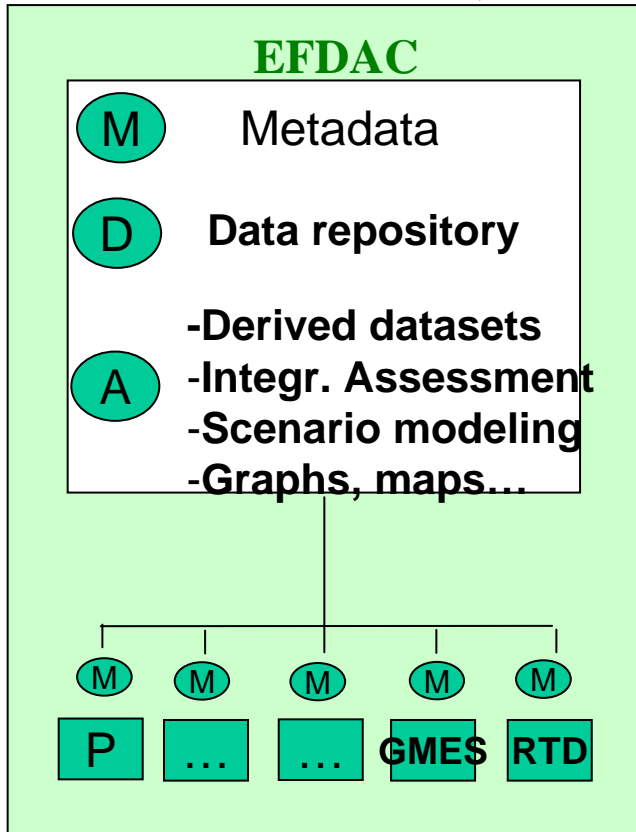 EFDAC
M Metadata
D Data repository
-Derived datasets
-Integr. Assessment
A
-Scenario modeling
-Graphs, maps...
M M M M M
P ... ... GMES RTD